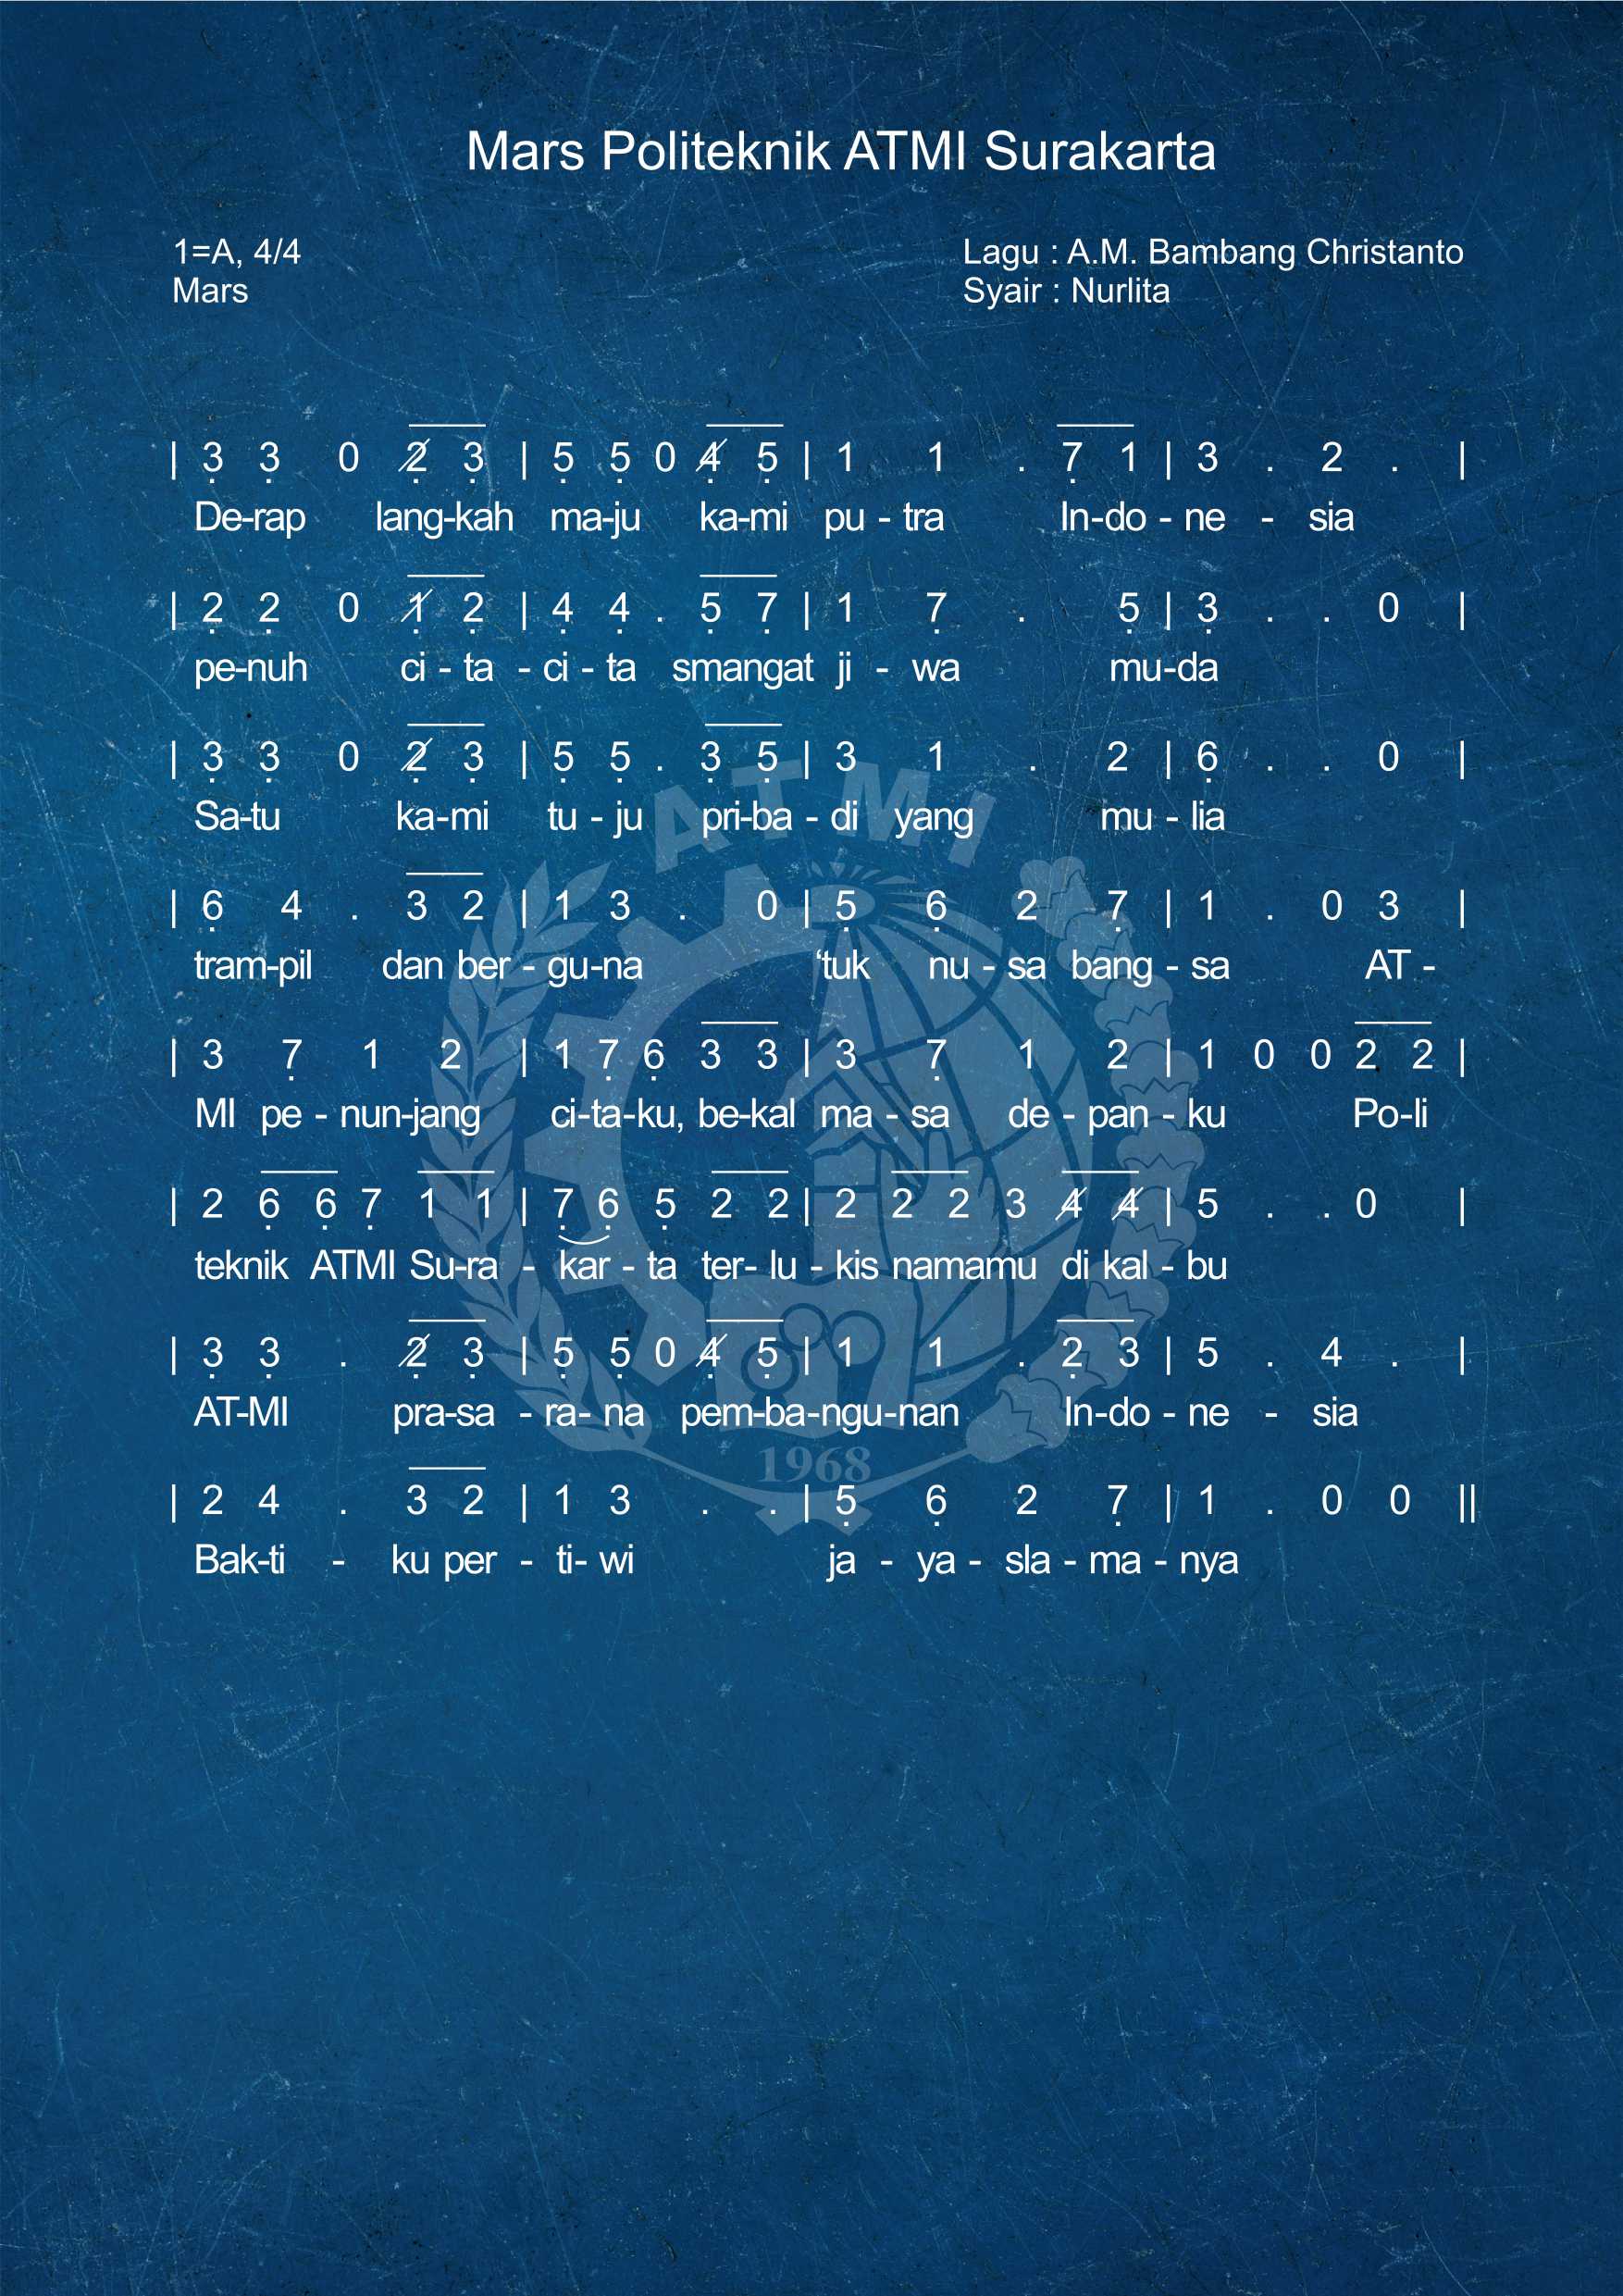 Mars Politeknik ATMI Surakarta
1=A, 4/4
Mars
Lagu : A.M. Bambang Christanto
Syair : Nurlita
| 3̣ 3̣ 0 2̸̣ 3̣ | 5̣ 5̣ 0 4̸̣ 5̣ | 1 1 . 7̣ 1 | 3 . 2 . |
De-rap lang-kah ma-ju ka-mi pu - tra In-do - ne - sia
| 2̣ 2̣ 0 1̸̣ 2̣ | 4̣ 4̣ . 5̣ 7̣ | 1 7̣ . 5̣ | 3̣ . . 0 |
pe-nuh ci - ta - ci - ta smangat ji - wa mu-da
| 3̣ 3̣ 0 2̸̣ 3̣ | 5̣ 5̣ . 3̣ 5̣ | 3 1 . 2 | 6̣ . . 0 |
Sa-tu ka-mi tu - ju pri-ba - di yang mu - lia
| 6̣ 4 . 3 2 | 1 3 . 0 | 5̣ 6̣ 2 7̣ | 1 . 0 3 |
tram-pil dan ber - gu-na ‘tuk nu - sa bang - sa AT -
| 3 7̣ 1 2 | 1 7̣ 6̣ 3 3 | 3 7̣ 1 2 | 1 0 0 2 2 |
MI pe - nun-jang ci-ta-ku, be-kal ma - sa de - pan - ku Po-li
| 2 6̣ 6̣ 7̣ 1 1 | 7̣ 6̣ 5̣ 2 2 | 2 2 2 3 4̸ 4̸ | 5 . . 0 |
teknik ATMI Su-ra - kar - ta ter- lu - kis namamu di kal - bu
| 3̣ 3̣ . 2̸̣ 3̣ | 5̣ 5̣ 0 4̸̣ 5̣ | 1 1 . 2̣ 3̣ | 5 . 4 . |
AT-MI pra-sa - ra- na pem-ba-ngu-nan In-do - ne - sia
| 2 4 . 3 2 | 1 3 . . | 5̣ 6̣ 2 7̣ | 1 . 0 0 ||
Bak-ti - ku per - ti- wi ja - ya - sla - ma - nya
ATMI
1968